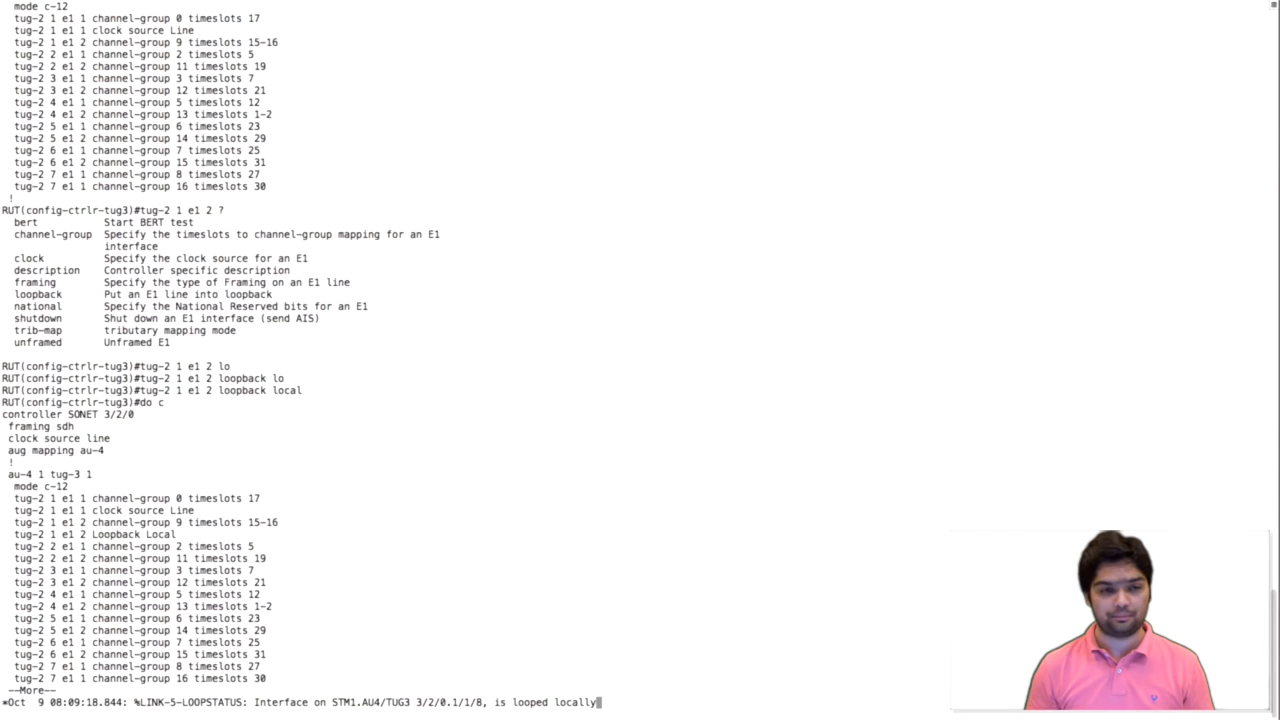 mode c-12
tug-2 1 e1 1 channel-group 0 timeslots 17
tug-2 1 e1 1 clock source Line
tug-2 1 e1 2 channel-group 9 timeslots 15-16
tug-2 2 e1 1 channel-group 2 timeslots 5
tug-2 2 e1 2 channel-group 11 timeslots 19
tug-2 3 e1 1 channel-group 3 timeslots 7
tug-2 3 e1 2 channel-group 12 timeslots 21
tug-2 4 e1 1 channel-group 5 timeslots 12
tug-2 4 e1 2 channel-group 13 timeslots 1-2
tug-2 5 e1 1 channel-group 6 timeslots 23
tug-2 5 e1 2 channel-group 14 timeslots 29
tug-2 6 e1 1 channel-group 7 timeslots 25
tug-2 6 e1 2 channel-group 15 timeslots 31
tug-2 7 e1 1 channel-group 8 timeslots 27
tug-2 7 e1 2 channel-group 16 timeslots 30
!
RUT(config-ctrlr-tug3)#tug-2 1 e1 2 ?
bert Start BERT test
channel-group Specify the timeslots to channel-group mapping for an E1
interface
clock Specify the clock source for an E1
description Controller specific description
framing Specify the type of Framing on an E1 line
loopback Put an E1 line into loopback
national Specify the National Reserved bits for an E1
shutdown Shut down an E1 interface (send AIS)
trib-map tributary mapping mode
unframed Unframed E1
RUT(config-ctrlr-tug3)#tug-2 1 e1 2 lo
RUT(config-ctrlr-tug3)#tug-2 1 e1 2 loopback lo
RUT(config-ctrlr-tug3)#tug-2 1 e1 2 loopback local
RUT(config-ctrlr-tug3)#do c
controller SONET 3/2/0
framing sdh
clock source line
aug mapping au-4
!
au-4 1 tug-3 1
mode c-12
tug-2 1 e1 1 channel-group 0 timeslots 17
tug-2 1 e1 1 clock source Line
tug-2 1 e1 2 channel-group 9 timeslots 15-16
tug-2 1 e1 2 Loopback Local
tug-2 2 e1 1 channel-group 2 timeslots 5
tug-2 2 e1 2 channel-group 11 timeslots 19
tug-2 3 e1 1 channel-group 3 timeslots 7
tug-2 3 e1 2 channel-group 12 timeslots 21
tug-2 4 e1 1 channel-group 5 timeslots 12
tug-2 4 e1 2 channel-group 13 timeslots 1-2
tug-2 5 e1 1 channel-group 6 timeslots 23
tug-2 5 e1 2 channel-group 14 timeslots 29
tug-2 6 e1 1 channel-group 7 timeslots 25
tug-2 6 e1 2 channel-group 15 timeslots 31
tug-2 7 e1 1 channel-group 8 timeslots 27
tug-2 7 e1 2 channel-group 16 timeslots 30
--More--
*Oct 9 08:09:18.844: %LINK-5-LOOPSTATUS: Interface on STM1.AU4/TUG3 3/2/0.1/1/8, is looped locally